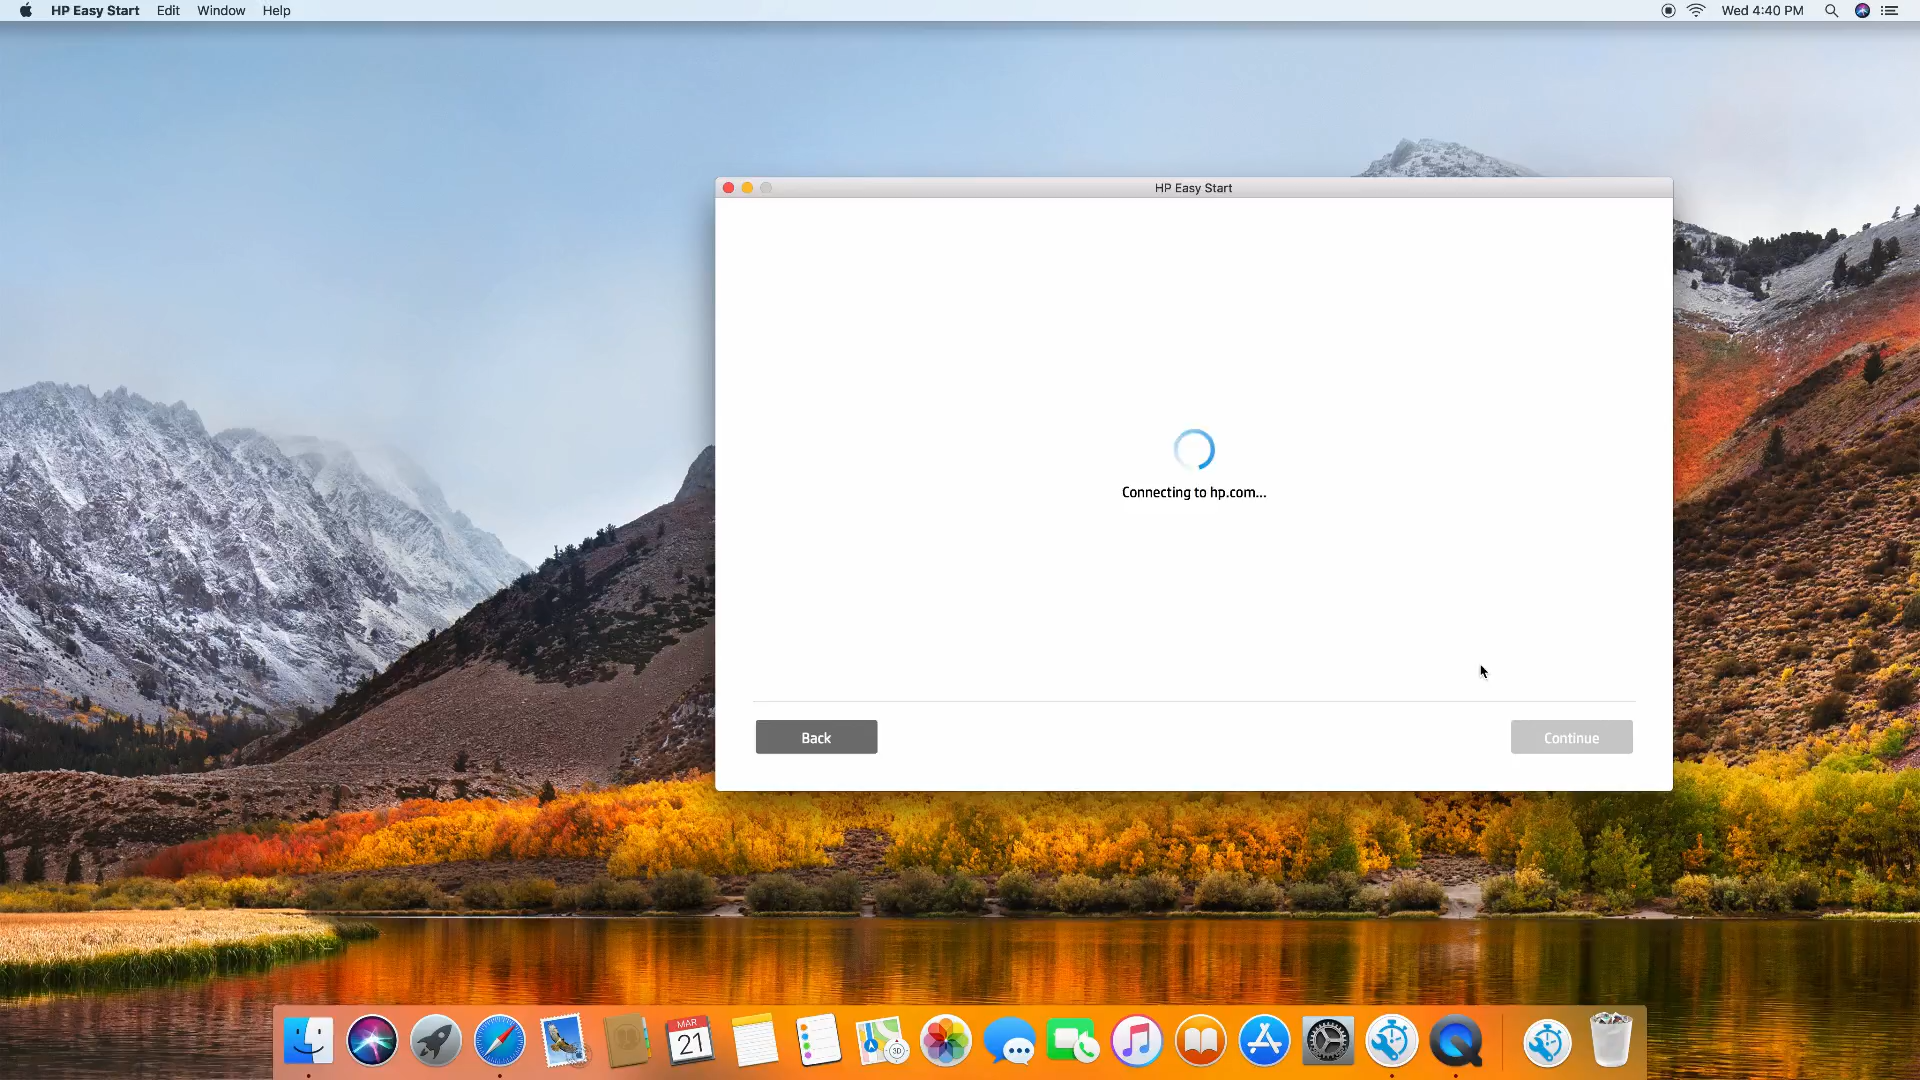 HP Easy Start Edit Window Help Wed 4:40 PM
HP Easy Start
Connecting to hp.com...
Back Continue
MAR
21
3D